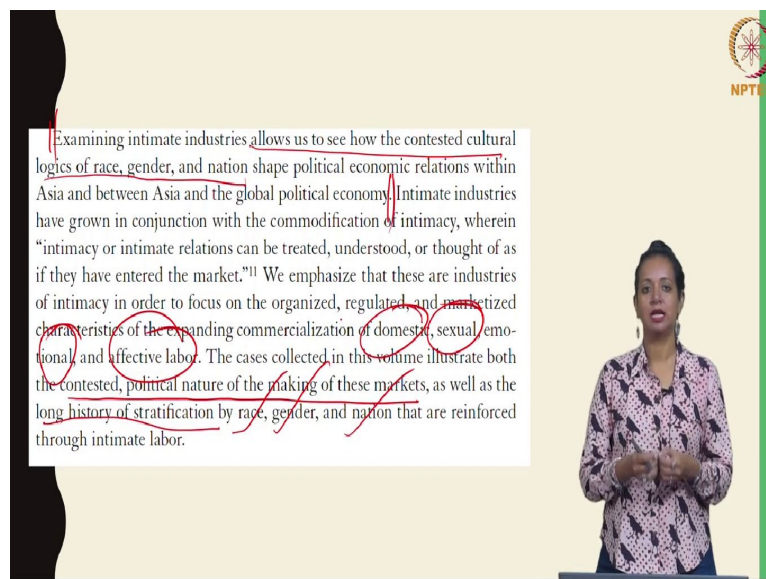 NPTE
Examining intimate industries allows us to see how the contested cultural
logics of race, gender, and nation shape political economic relations within
Asia and between Asia and the global political economy. Intimate industries
have grown in conjunction with the commodification of intimacy, wherein
“intimacy or intimate relations can be treated, understood, or thought of as
if they have entered the market.”11 We emphasize that these are industries
of intimacy in order to focus on the organized, regulated, and marketized
characteristics of the expanding commercialization of domestic, sexual, emo-
tional, and affective labor. The cases collected in this volume illustrate both
the contested, political nature of the making of these markets, as well as the
long history of stratification by race, gender, and nation that are reinforced
through intimate labor.